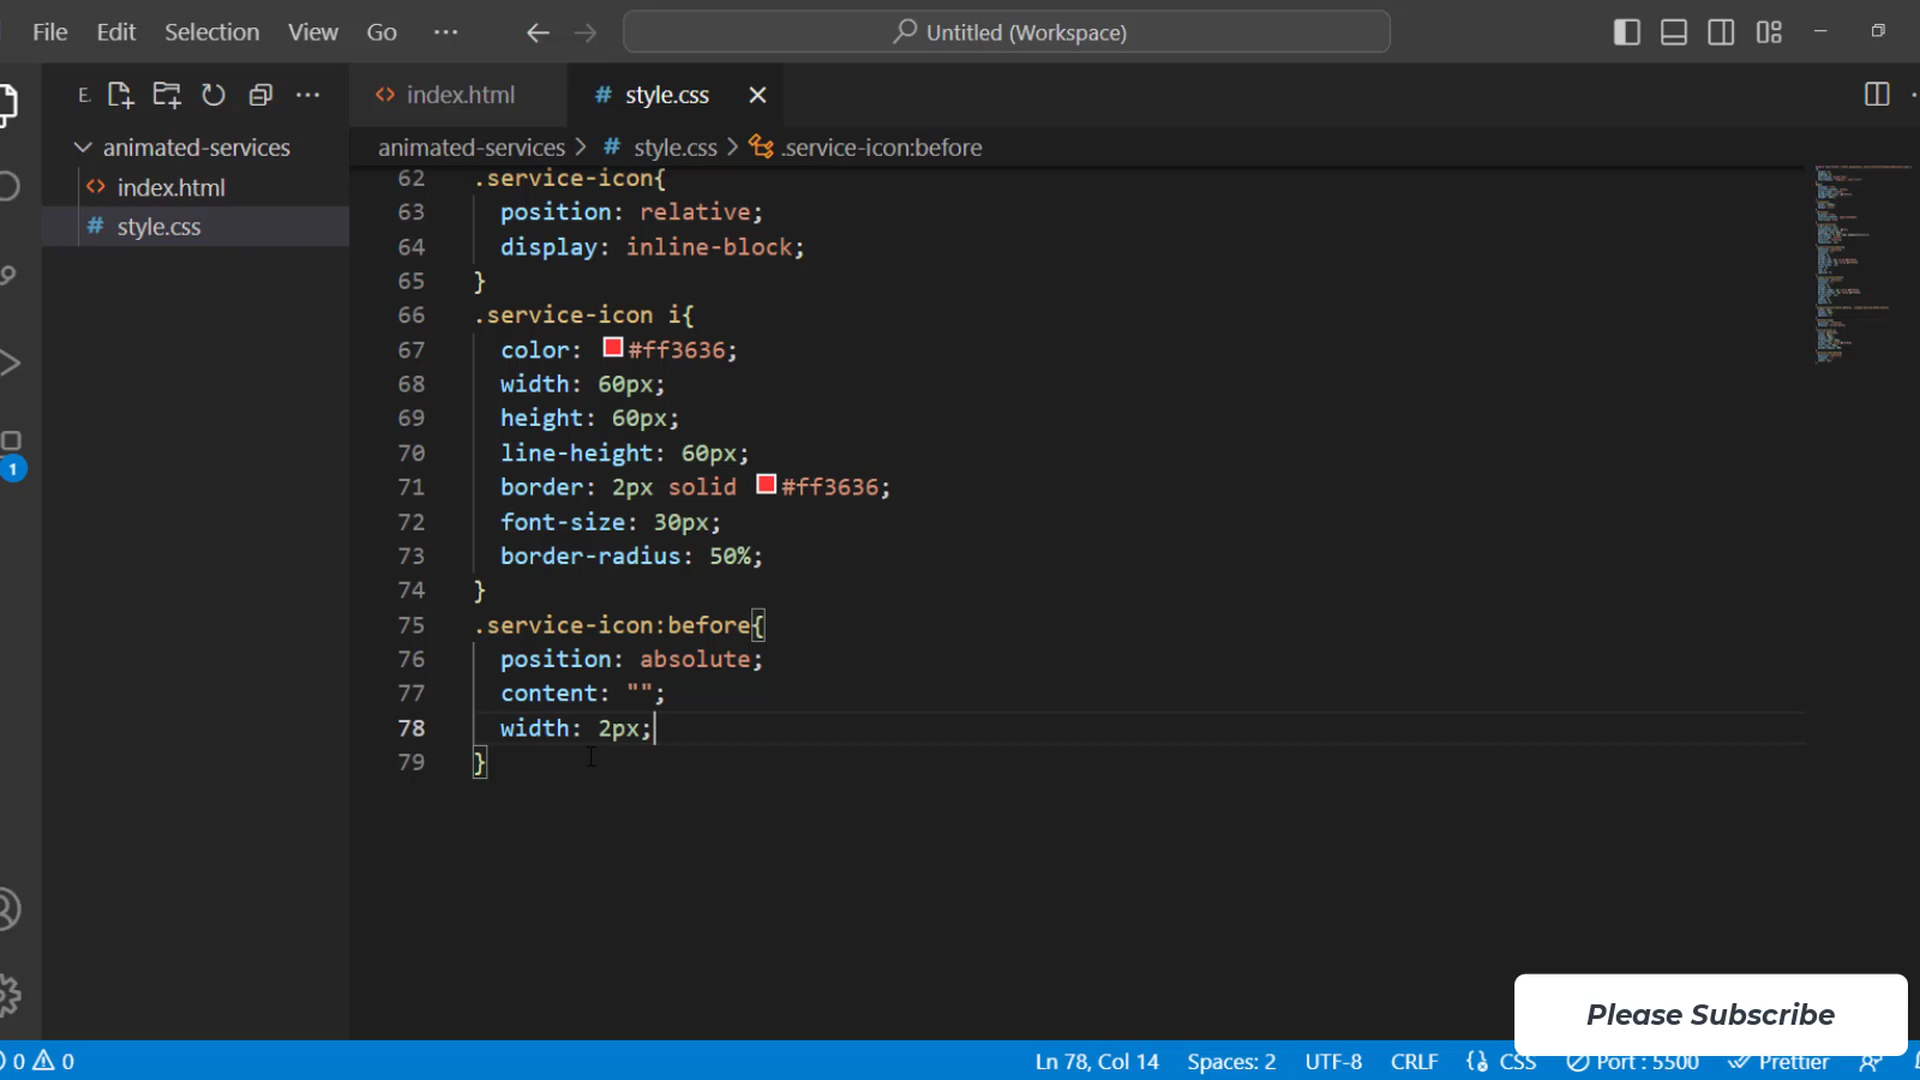 File Edit Selection View Go ··· Untitled (Workspace)
E. ··· index.html # style.css
animated-services
animated-services > # style.css > .service-icon:before
index.html
# style.css
62 .service-icon{
63 position: relative;
64 display: inline-block;
65 }
66 .service-icon i{
67 color: #ff3636;
68 width: 60px;
69 height: 60px;
70 line-height: 60px;
71 border: 2px solid #ff3636;
72 font-size: 30px;
73 border-radius: 50%;
74 }
75 .service-icon:before{
76 position: absolute;
77 content: "";
78 width: 2px;
79 }
1
Please Subscribe
0 0 Ln 78, Col 14 Spaces: 2 UTF-8 CRLF {} CSS Port : 5500 Prettier